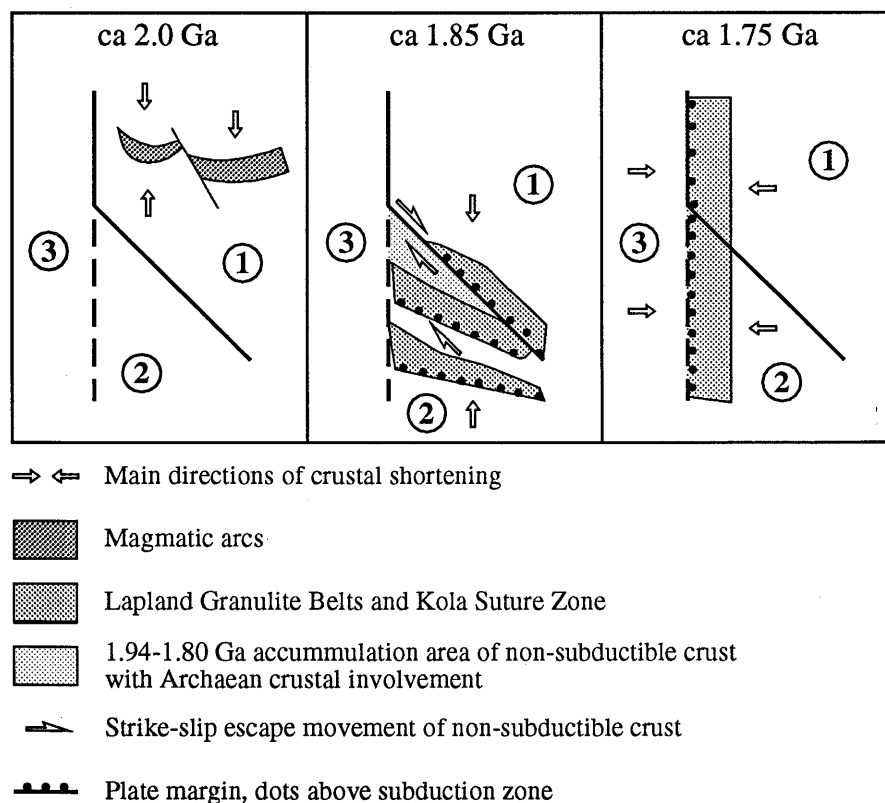 ca 2.0 Ga
3
1
2
ca 1.85 Ga
1
3
2
ca 1.75 Ga
1
3
2
Main directions of crustal shortening
Magmatic arcs
Lapland Granulite Belts and Kola Suture Zone
1.94-1.80 Ga accummulation area of non-subductible crust
with Archaean crustal involvement
Strike-slip escape movement of non-subductible crust
Plate margin, dots above subduction zone